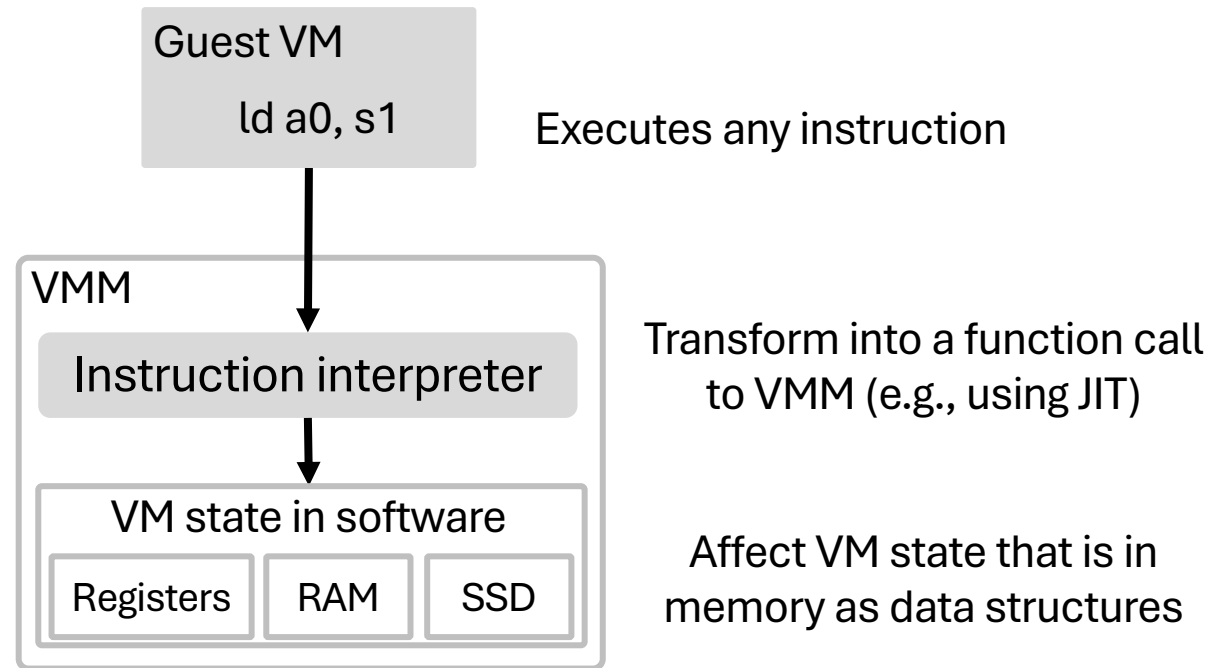 Guest VM
ld a0, s1
Executes any instruction
VMM
Instruction interpreter
Transform into a function call
to VMM (e.g., using JIT)
VM state in software
Registers
RAM
SSD
Affect VM state that is in
memory as data structures